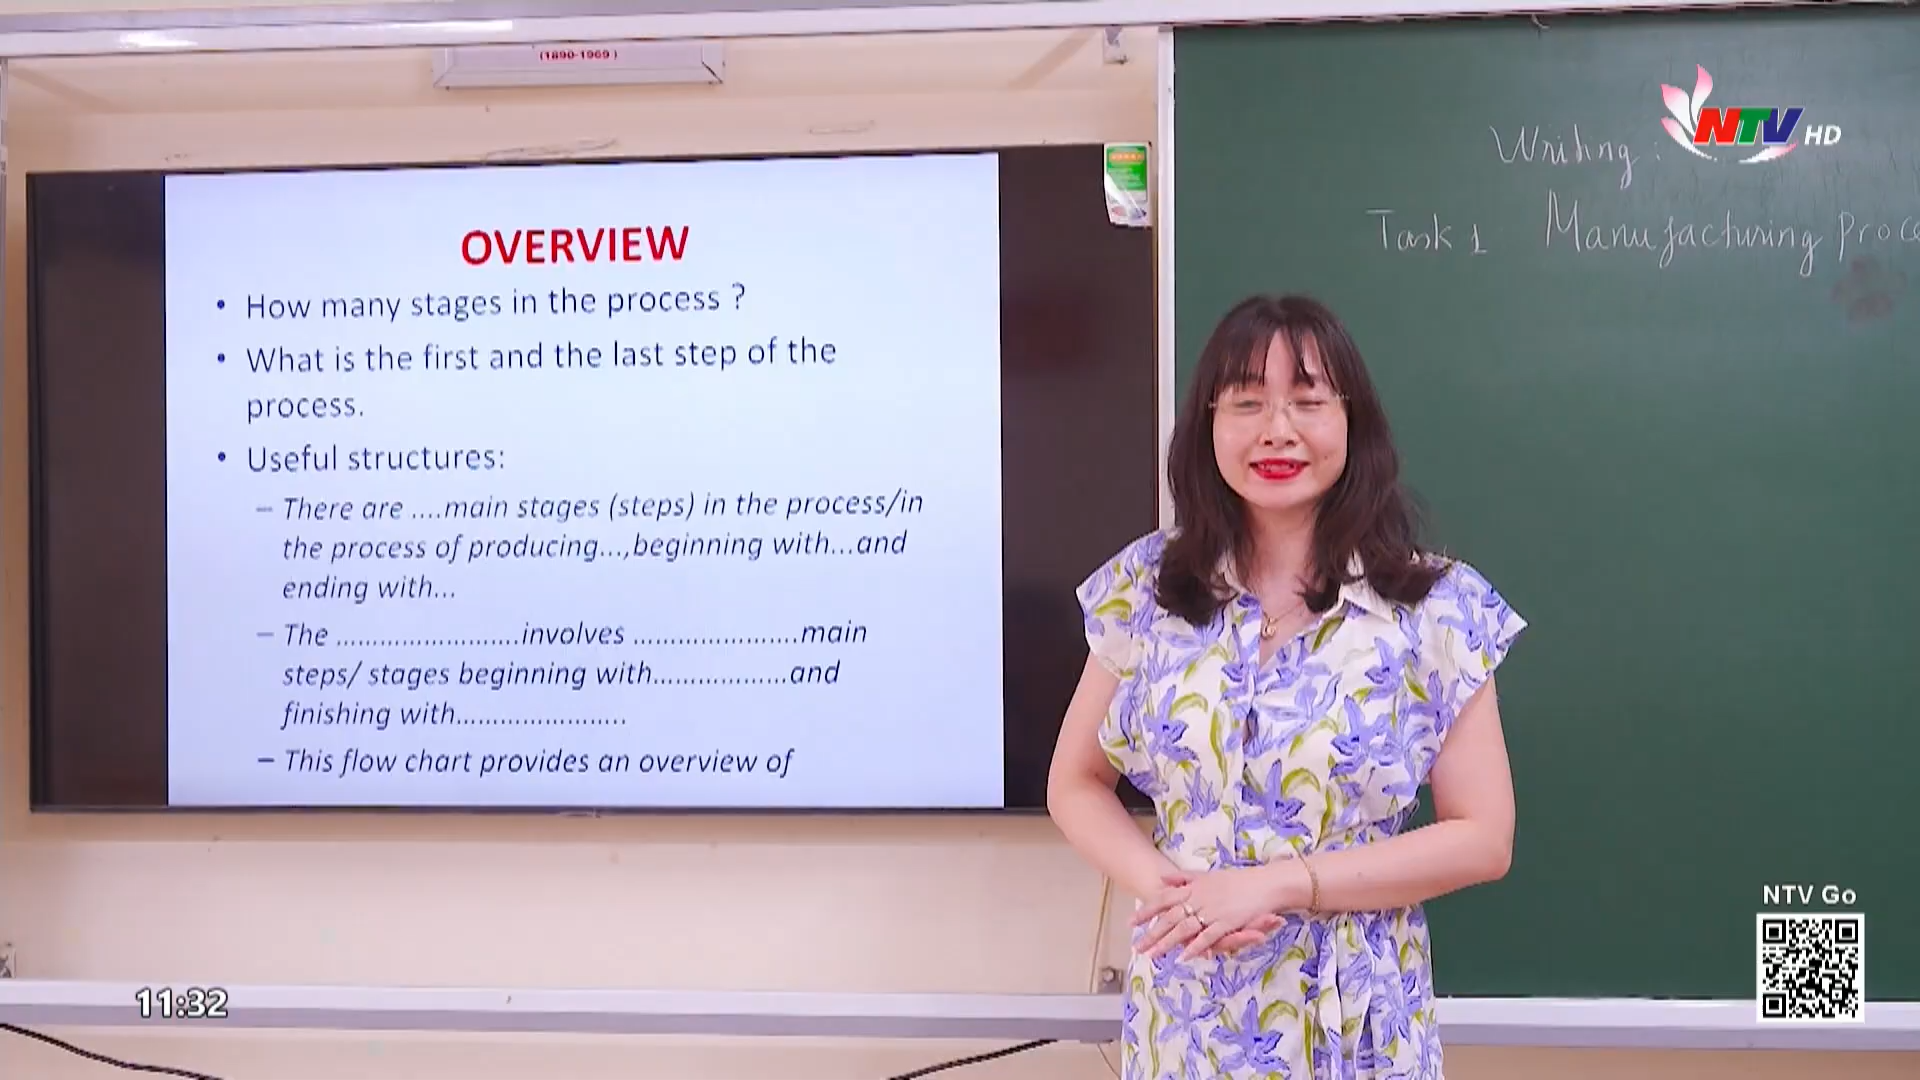 (1890-1969)
OVERVIEW
• How many stages in the process ?
• What is the first and the last step of the
process.
• Useful structures:
– There are ....main stages (steps) in the process/in
the process of producing...,beginning with...and
ending with...
– The .........................involves .......................main
steps/ stages beginning with...................and
finishing with........................
– This flow chart provides an overview of
Writing :
Task 1 Manufacturing Proce
NTV HD
NTV Go
11:32